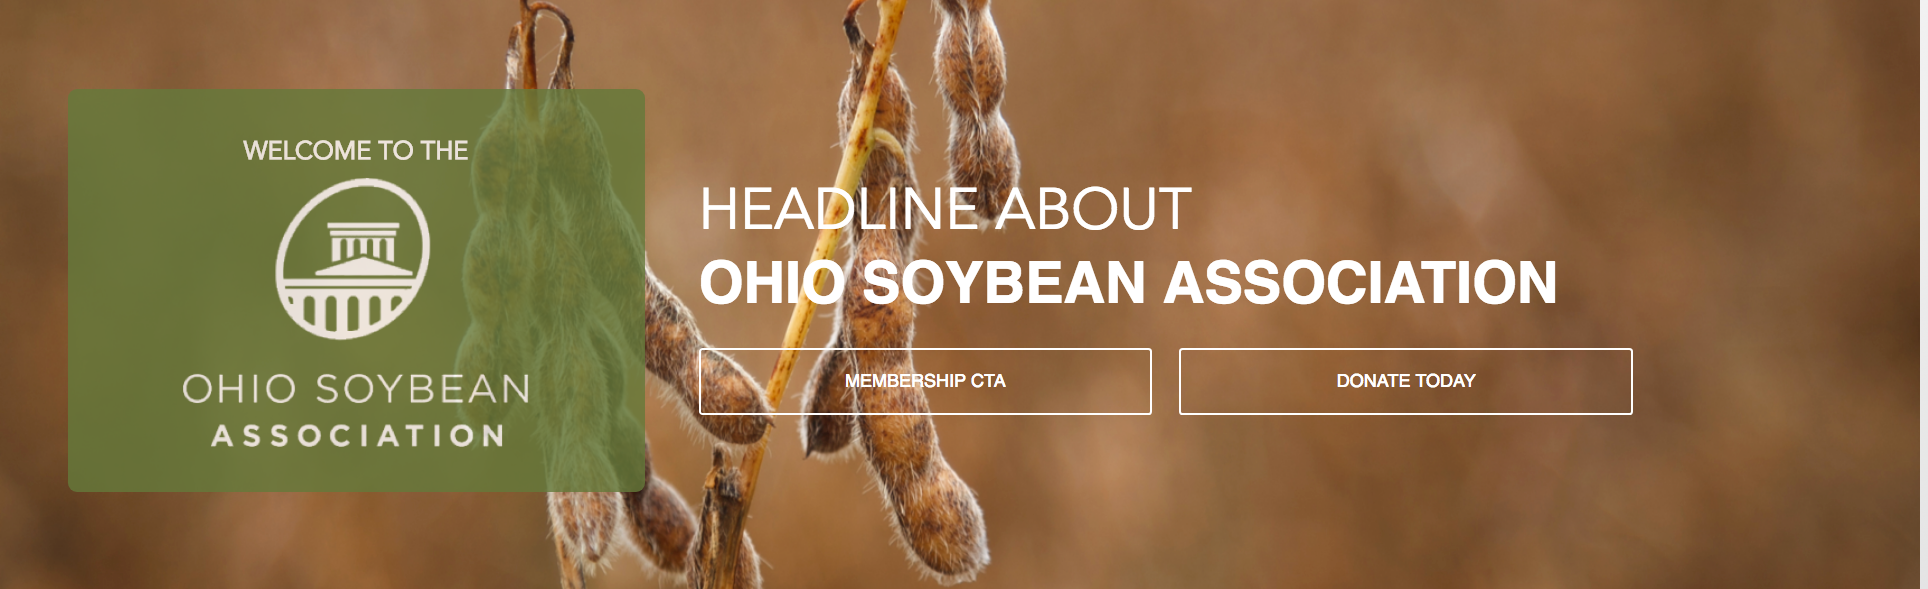 WELCOME TO THE
OHIO SOYBEAN
ASSOCIATION
HEADLINE ABOUT
OHIO SOYBEAN ASSOCIATION
MEMBERSHIP CTA
DONATE TODAY